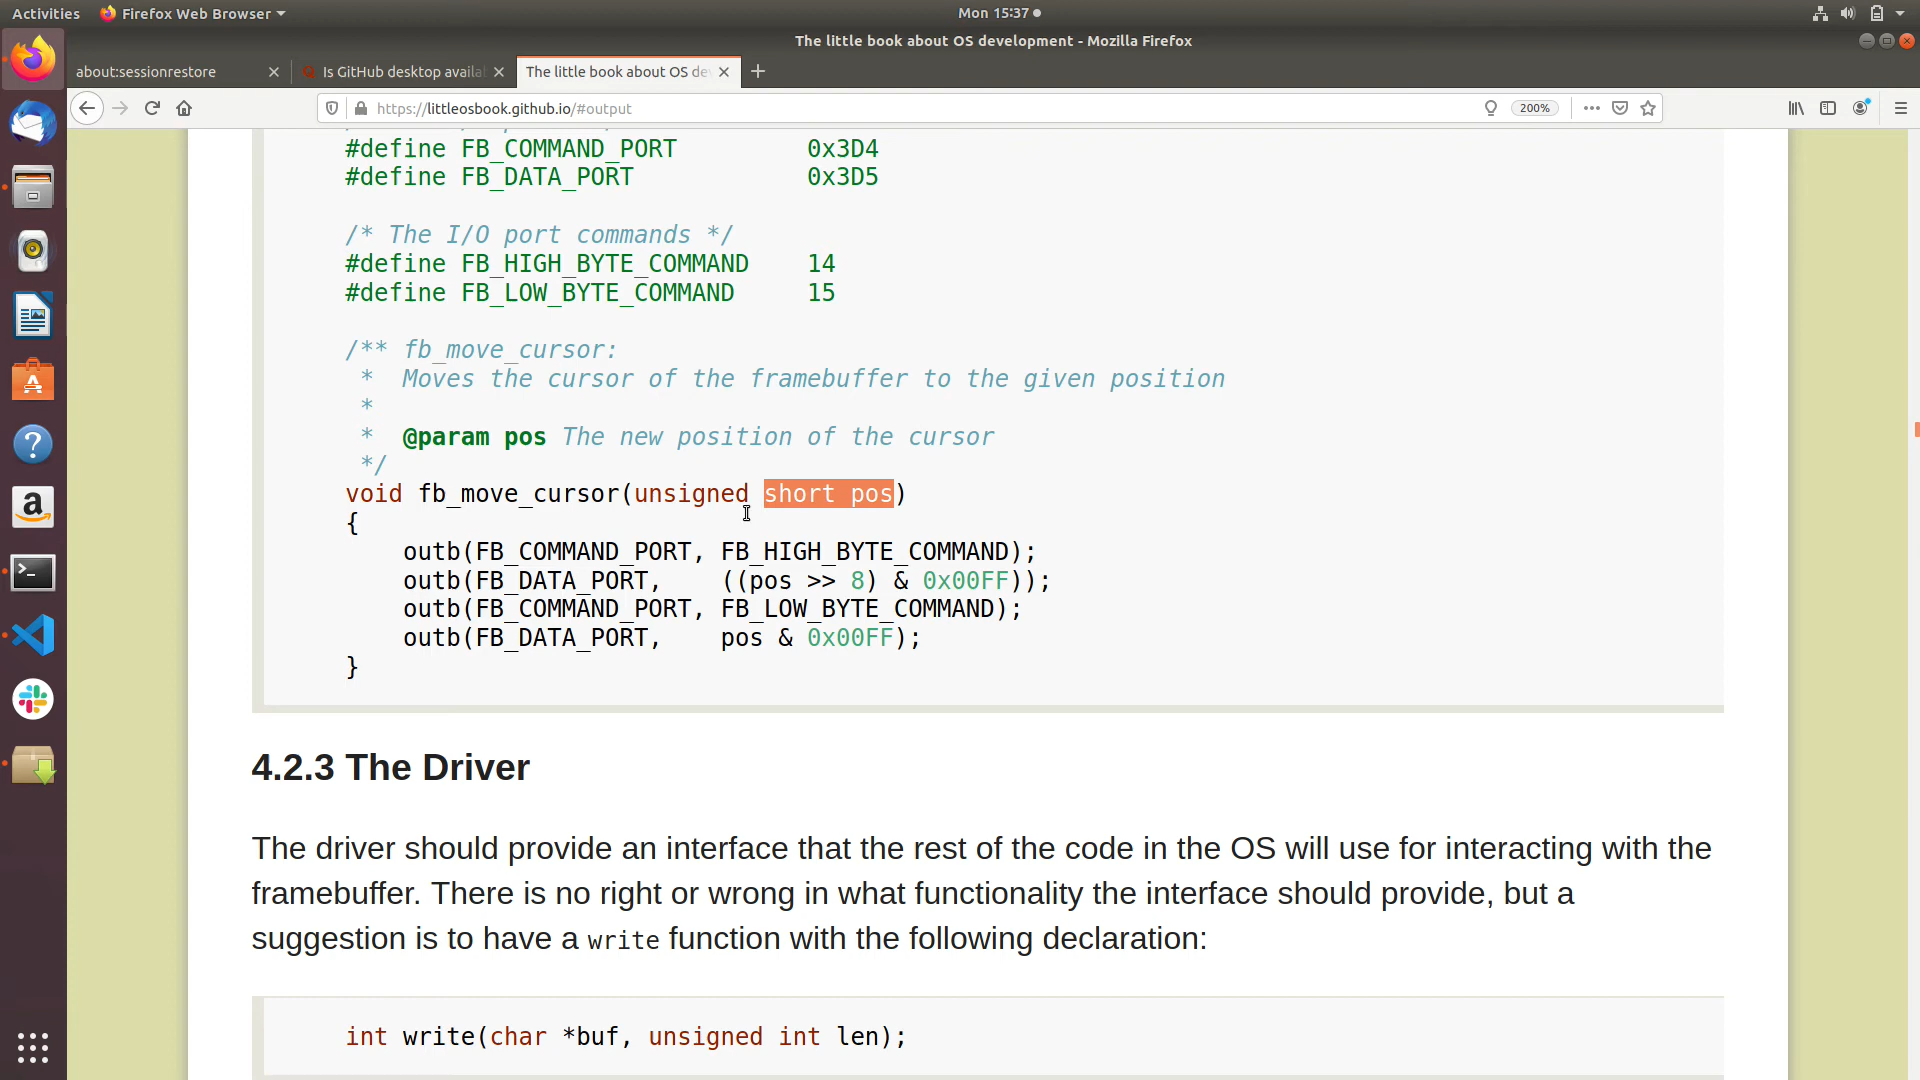 Activities
Firefox Web Browser
Mon 15:37
The little book about OS development - Mozilla Firefox
about:sessionrestore
Is GitHub desktop availa
The little book about OS de
https://littleosbook.github.io/#output
200%
#define FB_COMMAND_PORT 0x3D4
#define FB_DATA_PORT 0x3D5
/* The I/O port commands */
#define FB_HIGH_BYTE_COMMAND 14
#define FB_LOW_BYTE_COMMAND 15
/** fb_move_cursor:
* Moves the cursor of the framebuffer to the given position
*
* @param pos The new position of the cursor
*/
void fb_move_cursor(unsigned short pos)
{
outb(FB_COMMAND_PORT, FB_HIGH_BYTE_COMMAND);
outb(FB_DATA_PORT, ((pos >> 8) & 0x00FF));
outb(FB_COMMAND_PORT, FB_LOW_BYTE_COMMAND);
outb(FB_DATA_PORT, pos & 0x00FF);
}
4.2.3 The Driver
The driver should provide an interface that the rest of the code in the OS will use for interacting with the
framebuffer. There is no right or wrong in what functionality the interface should provide, but a
suggestion is to have a write function with the following declaration:
int write(char *buf, unsigned int len);